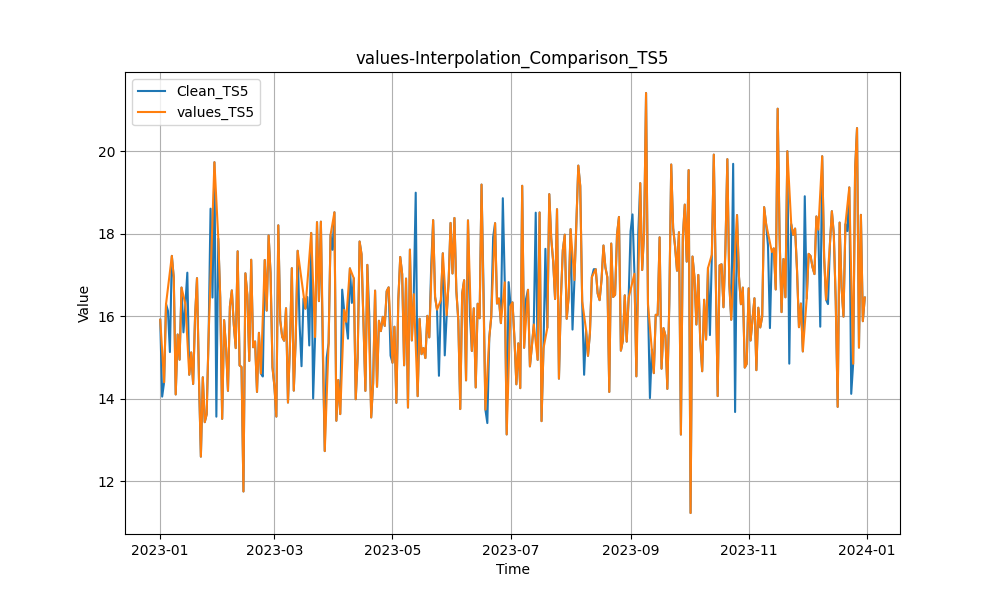 values-Interpolation_Comparison_TS5
Clean_TS5
values_TS5
Value
20
18
16
14
12
2023-01
2023-03
2023-05
2023-07
2023-09
2023-11
2024-01
Time